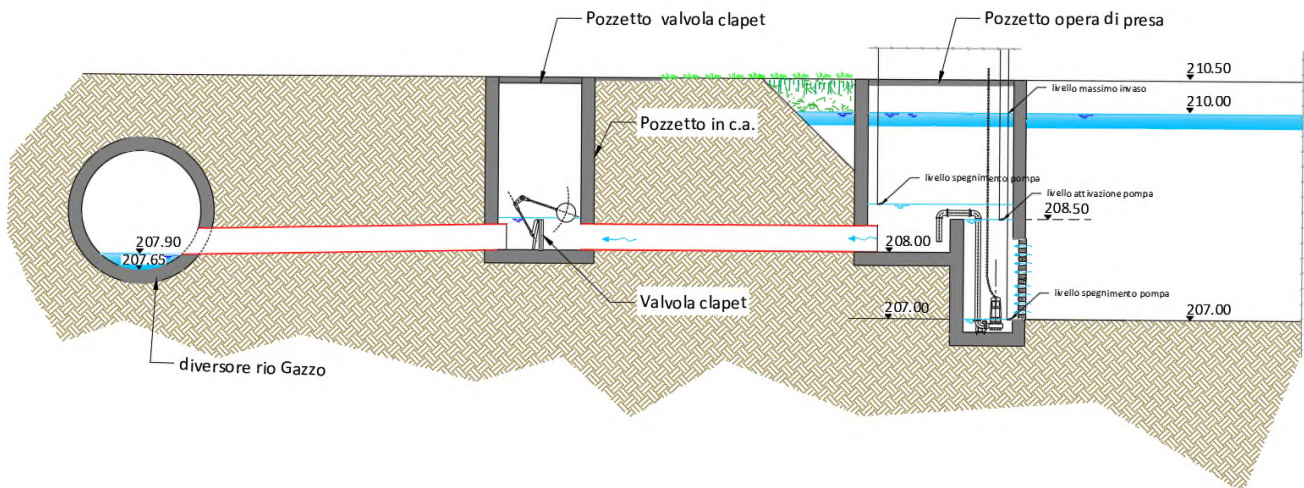 Pozzetto valvola clapet
Pozzetto opera di presa
210.50
livello massimo invaso
210.00
Pozzetto in c.a.
livello spegnimento pompa
livello attivazione pompa
208.50
207.90
207.65
208.00
Valvola clapet
livello spegnimento pompa
207.00
207.00
diversore rio Gazzo